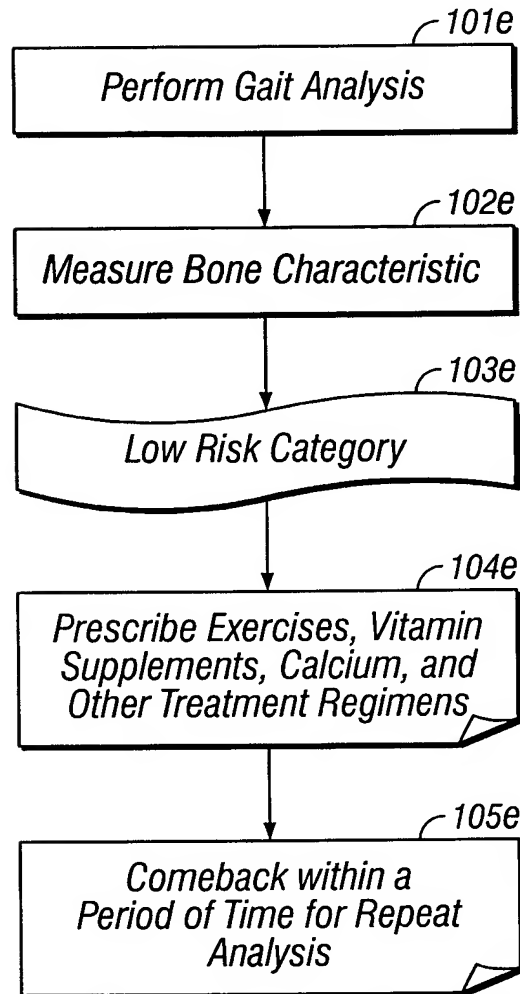 101e
Perform Gait Analysis
102e
Measure Bone Characteristic
103e
Low Risk Category
104e
Prescribe Exercises, Vitamin
Supplements, Calcium, and
Other Treatment Regimens
105e
Comeback within a
Period of Time for Repeat
Analysis